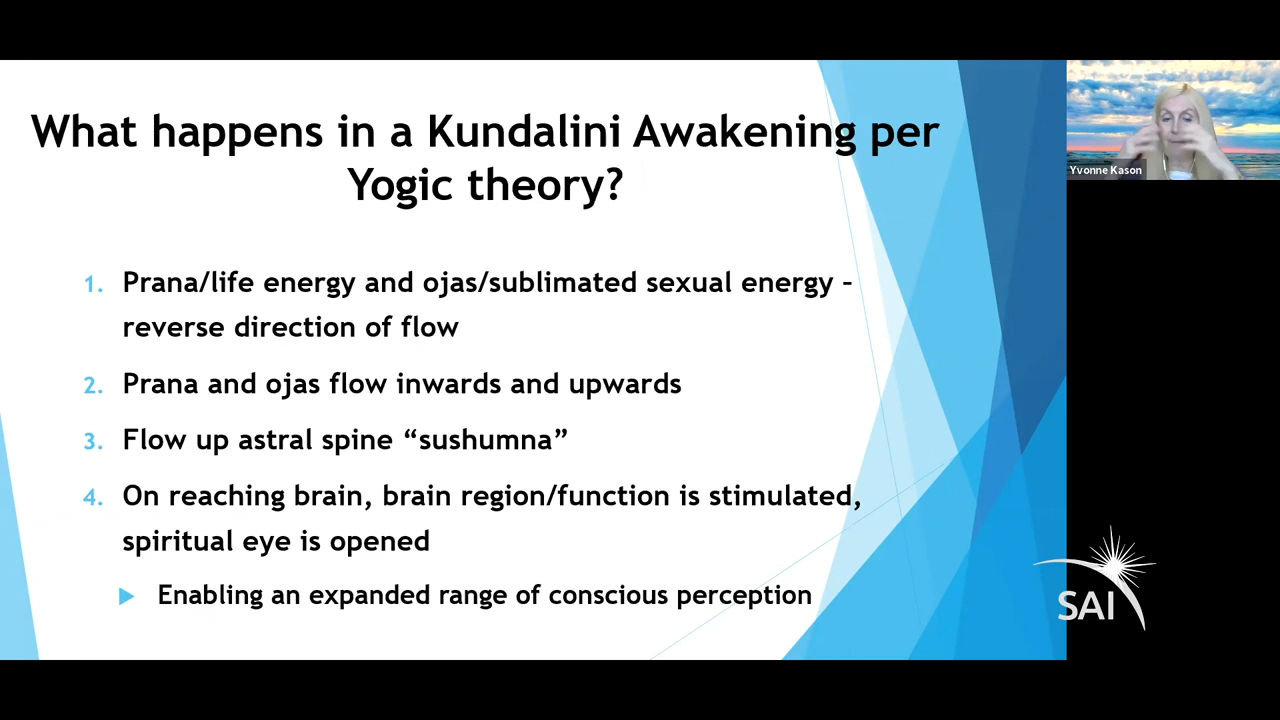 What happens in a Kundalini Awakening per
Yogic theory?
1. Prana/life energy and ojas/sublimated sexual energy –
reverse direction of flow
2. Prana and ojas flow inwards and upwards
3. Flow up astral spine “sushumna”
4. On reaching brain, brain region/function is stimulated,
spiritual eye is opened
Enabling an expanded range of conscious perception
Yvonne Kason
SAI